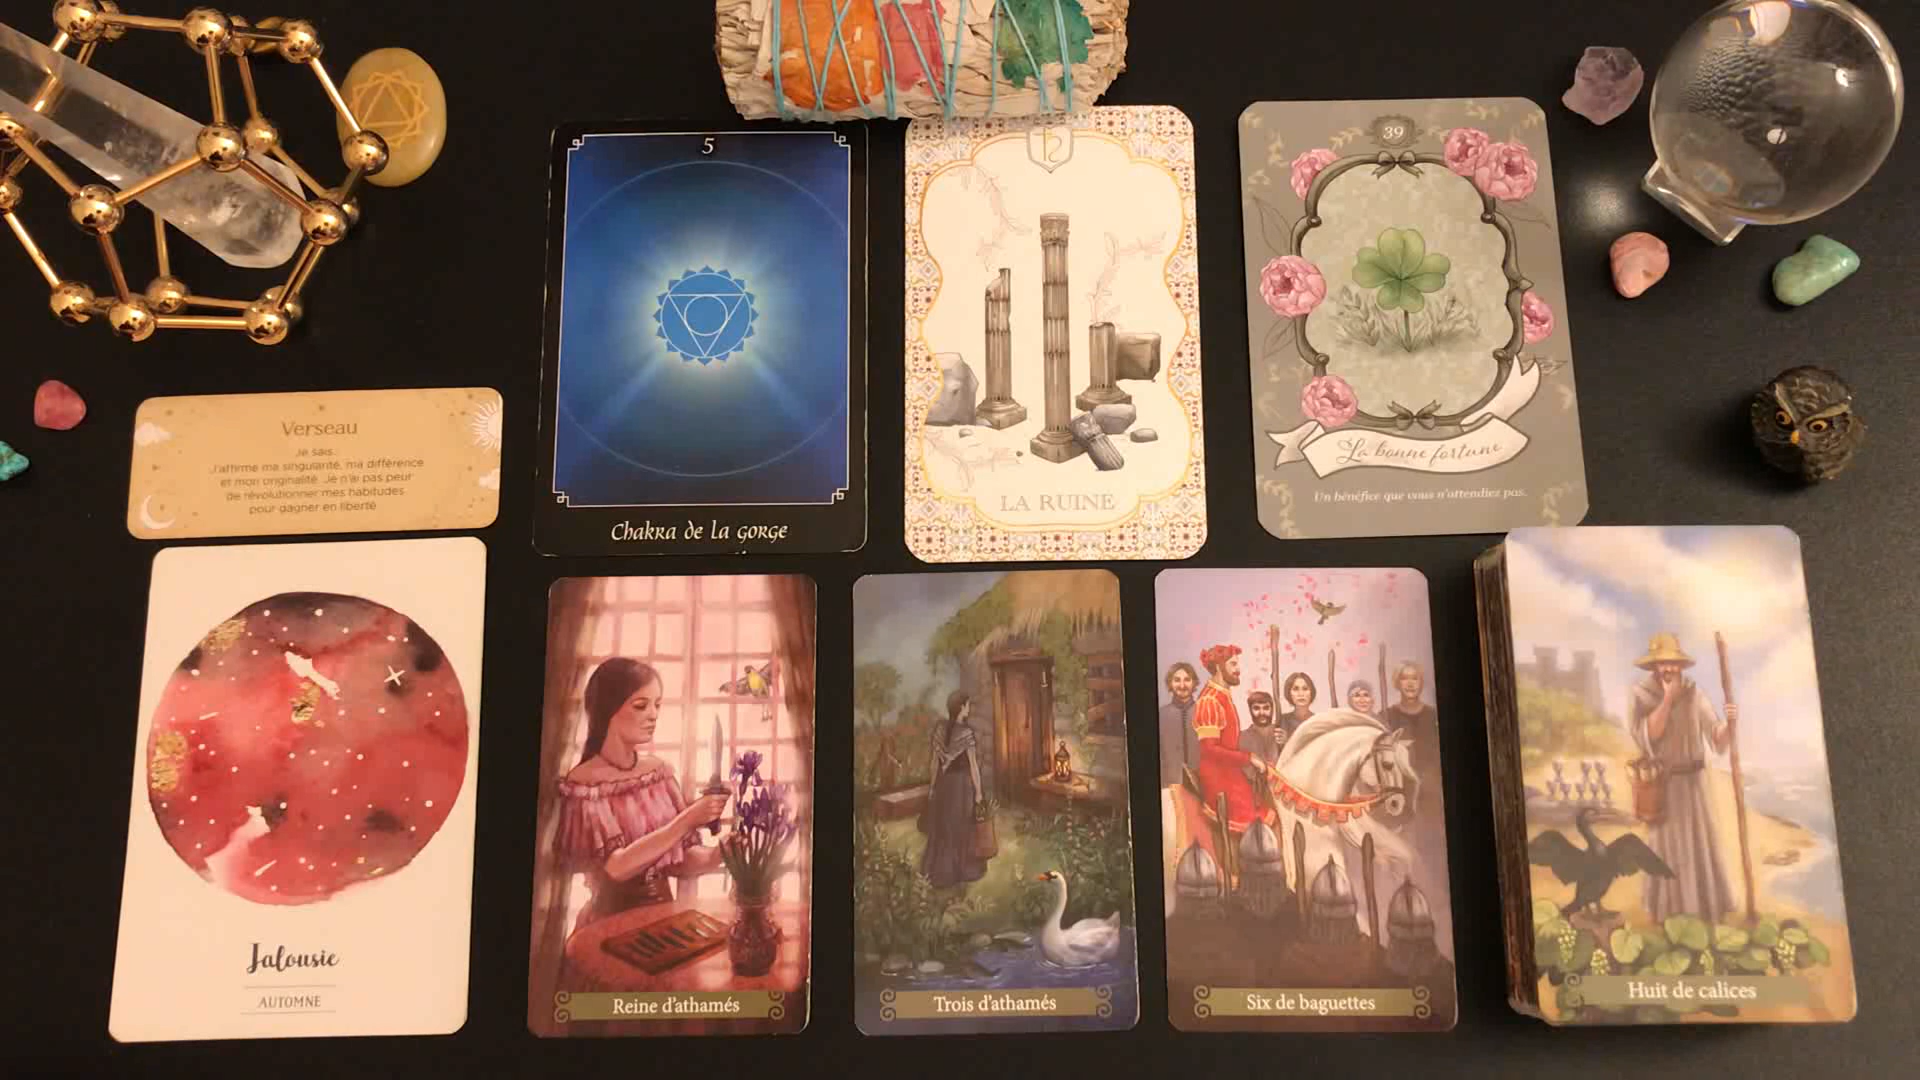 5
Chakra de la gorge
LA RUINE
39
La bonne fortune
Un bénéfice que vous n'attendiez pas.
Verseau
Je sais.
J'affirme ma singularité, ma différence
et mon originalité. Je n'ai pas peur
de révolutionner mes habitudes
pour gagner en liberté
Jalousie
AUTOMNE
Reine d'athamés
Trois d'athamés
Six de baguettes
Huit de calices